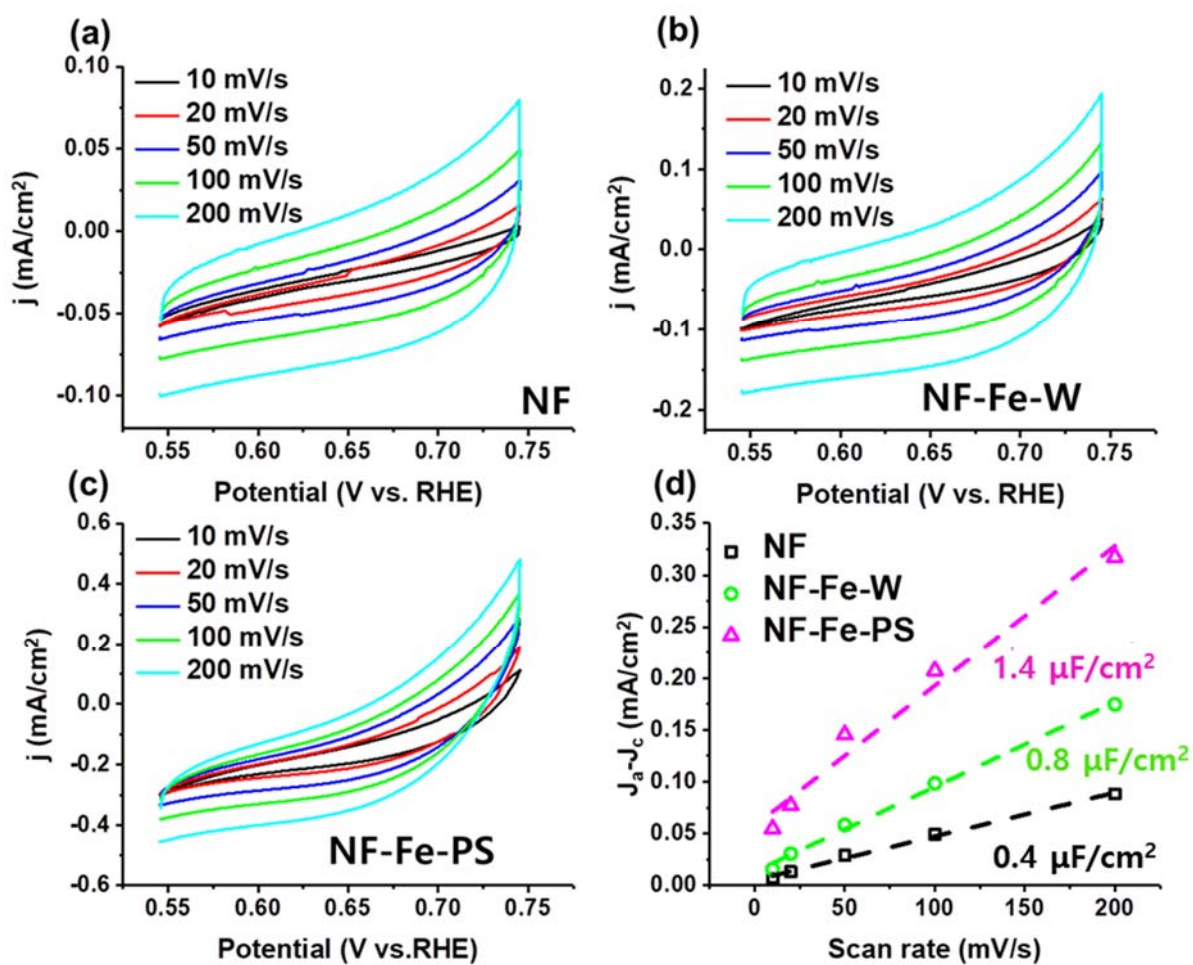 (a)
0.10
0.05
0.00
-0.05
-0.10
j (mA/cm²)
10 mV/s
20 mV/s
50 mV/s
100 mV/s
200 mV/s
NF
0.55 0.60 0.65 0.70 0.75
Potential (V vs. RHE)
(b)
0.2
0.1
0.0
-0.1
-0.2
j (mA/cm²)
10 mV/s
20 mV/s
50 mV/s
100 mV/s
200 mV/s
NF-Fe-W
0.55 0.60 0.65 0.70 0.75
Potential (V vs. RHE)
(c)
0.6
0.4
0.2
0.0
-0.2
-0.4
-0.6
j (mA/cm²)
10 mV/s
20 mV/s
50 mV/s
100 mV/s
200 mV/s
NF-Fe-PS
0.55 0.60 0.65 0.70 0.75
Potential (V vs.RHE)
(d)
0.35
0.30
0.25
0.20
0.15
0.10
0.05
0.00
Jₐ-J꜀ (mA/cm²)
NF
NF-Fe-W
NF-Fe-PS
1.4 μF/cm²
0.8 μF/cm²
0.4 μF/cm²
0 50 100 150 200
Scan rate (mV/s)